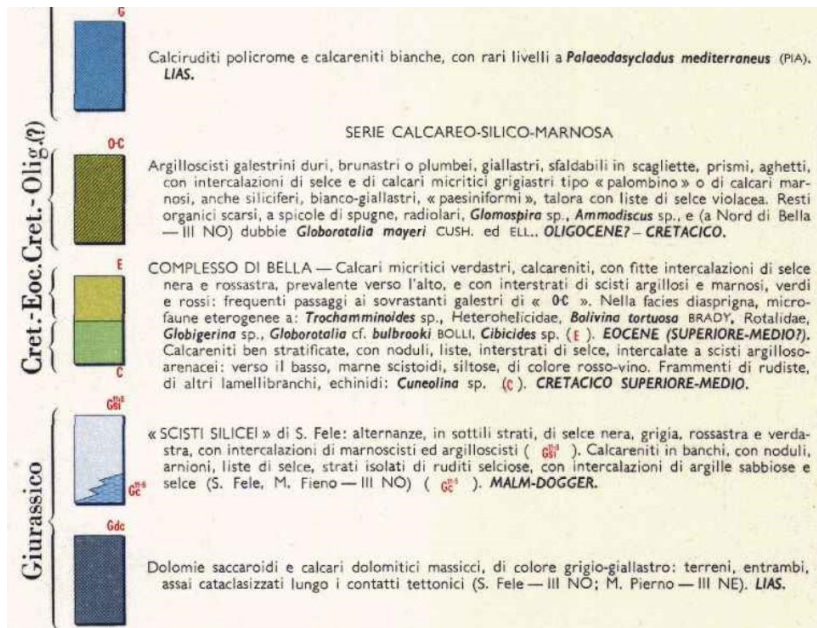 G
Calciruditi policrome e calcareniti bianche, con rari livelli a Palaeodasycladus mediterraneus (PIA).
LIAS.
SERIE CALCAREO-SILICO-MARNOSA
Cret.-Olig.(?)
O-C
Argilloscisti galestrini duri, brunastri o plumbei, giallastri, sfaldabili in scagliette, prismi, aghetti,
con intercalazioni di selce e di calcari micritici grigiastri tipo « palombino » o di calcari mar-
nosi, anche siliciferi, bianco-giallastri, « paesiniformi », talora con liste di selce violacea. Resti
organici scarsi, a spicole di spugne, radiolari, Glomospira sp., Ammodiscus sp., e (a Nord di Bella
— III NO) dubbie Globorotalia mayeri CUSH. ed ELL.. OLIGOCENE? – CRETACICO.
Cret.-Eoc.
E
COMPLESSO DI BELLA — Calcari micritici verdastri, calcareniti, con fitte intercalazioni di selce
nera e rossastra, prevalente verso l'alto, e con interstrati di scisti argillosi e marnosi, verdi
e rossi: frequenti passaggi ai sovrastanti galestri di « O-C ». Nella facies diasprigna, micro-
faune eterogenee a: Trochamminoides sp., Heterohelicidae, Bolivina tortuosa BRADY, Rotalidae,
Globigerina sp., Globorotalia cf. bulbrooki BOLLI, Cibicides sp. ( E ). EOCENE (SUPERIORE-MEDIO?).
Calcareniti ben stratificate, con noduli, liste, interstrati di selce, intercalate a scisti argilloso-
arenacei: verso il basso, marne scistoidi, siltose, di colore rosso-vino. Frammenti di rudiste,
di altri lamellibranchi, echinidi: Cuneolina sp. (C ). CRETACICO SUPERIORE-MEDIO.
C
Giurassico
« SCISTI SILICEI » di S. Fele: alternanze, in sottili strati, di selce nera, grigia, rossastra e verda-
stra, con intercalazioni di marnoscisti ed argilloscisti ( ). Calcareniti in banchi, con noduli,
arnioni, liste di selce, strati isolati di ruditi selciose, con intercalazioni di argille sabbiose e
selce (S. Fele, M. Fieno — III NO) ( ). MALM-DOGGER.
Gdc
Dolomie saccaroidi e calcari dolomitici massicci, di colore grigio-giallastro: terreni, entrambi,
assai cataclasizzati lungo i contatti tettonici (S. Fele — III NO; M. Pierno — III NE). LIAS.